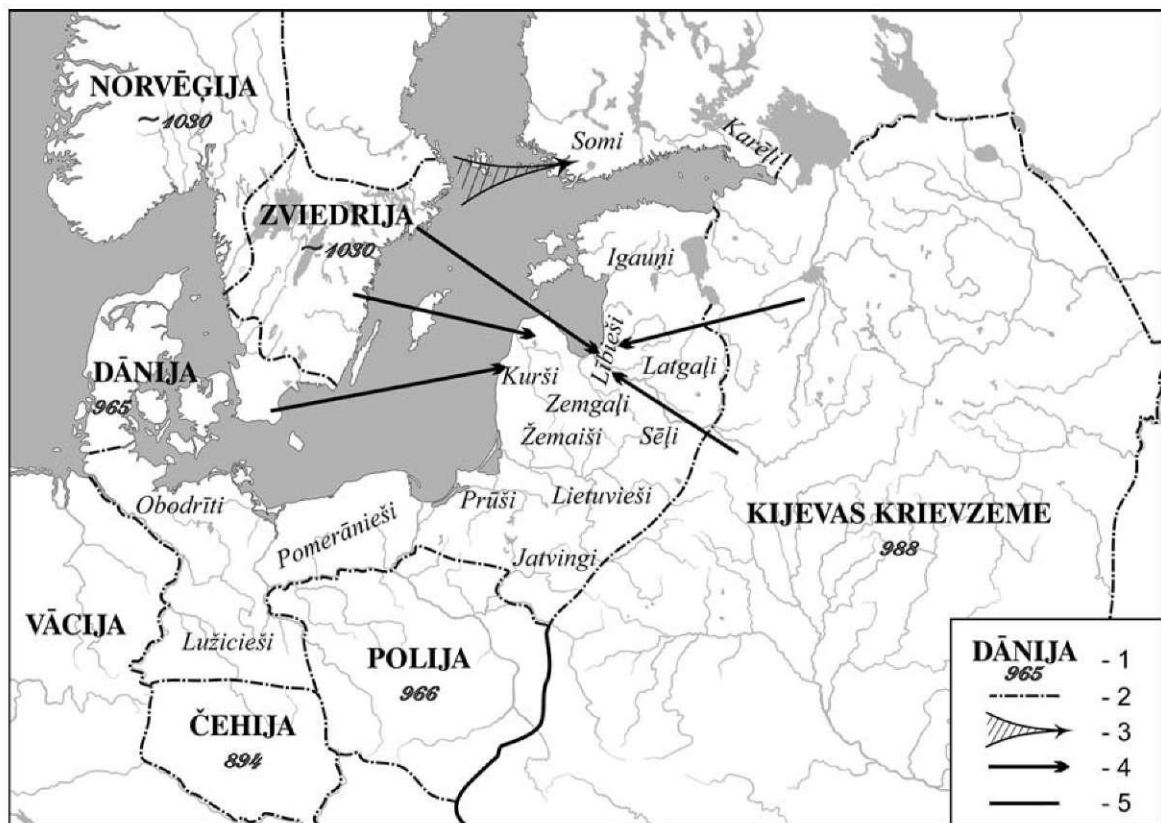 NORVĒĢIJA
~1030
Somi
Karēļi
ZVIEDRIJA
~1030
Igauņi
DĀNIJA
965
Lībieši
Latgaļi
Kurši
Zemgaļi
Žemaiši
Sēļi
Obodrīti
Pomerānieši
Prūši
Lietuvieši
KIJEVAS KRIEVZEME
988
Jatvingi
VĀCIJA
Lužicieši
POLIJA
966
ČEHIJA
894
DĀNIJA - 1
965
- 2
- 3
- 4
- 5